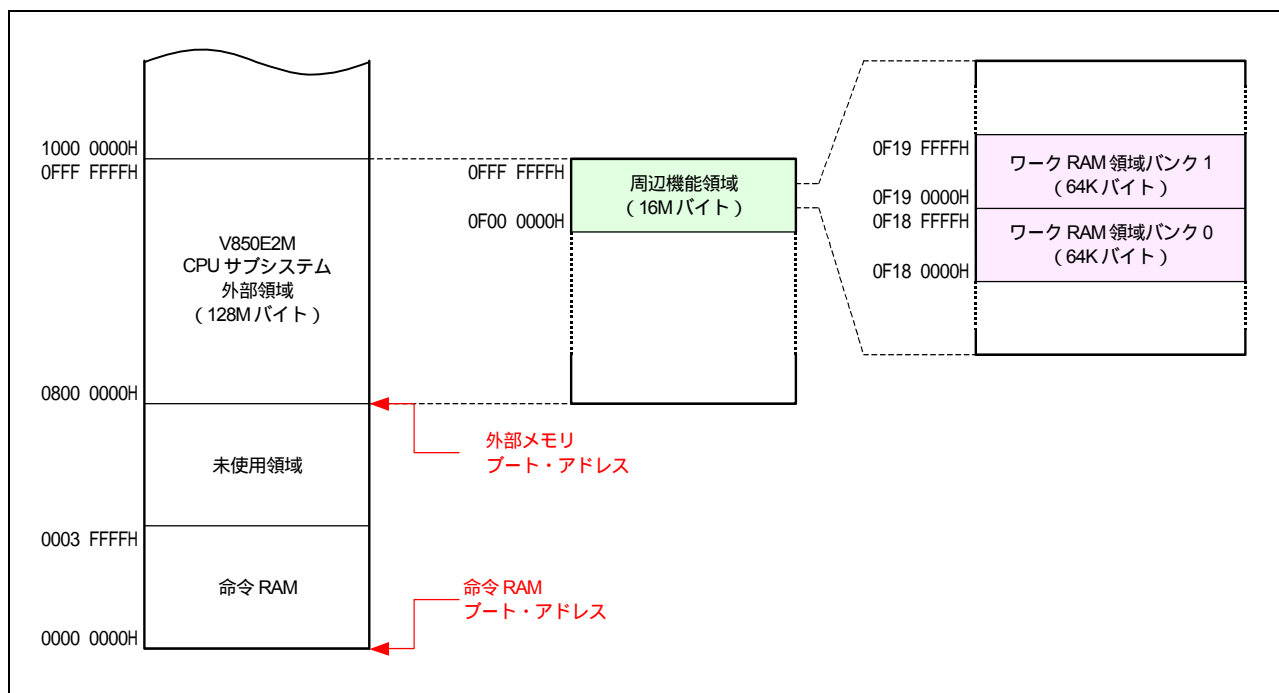 1000 0000H
0FFF FFFFH
V850E2M
CPU サブシステム
外部領域
（128M バイト）
0800 0000H
未使用領域
0003 FFFFH
命令 RAM
0000 0000H
0FFF FFFFH
0F00 0000H
周辺機能領域
（16M バイト）
外部メモリ
ブート・アドレス
命令 RAM
ブート・アドレス
0F19 FFFFH
0F19 0000H
0F18 FFFFH
0F18 0000H
ワーク RAM 領域バンク 1
（64K バイト）
ワーク RAM 領域バンク 0
（64K バイト）